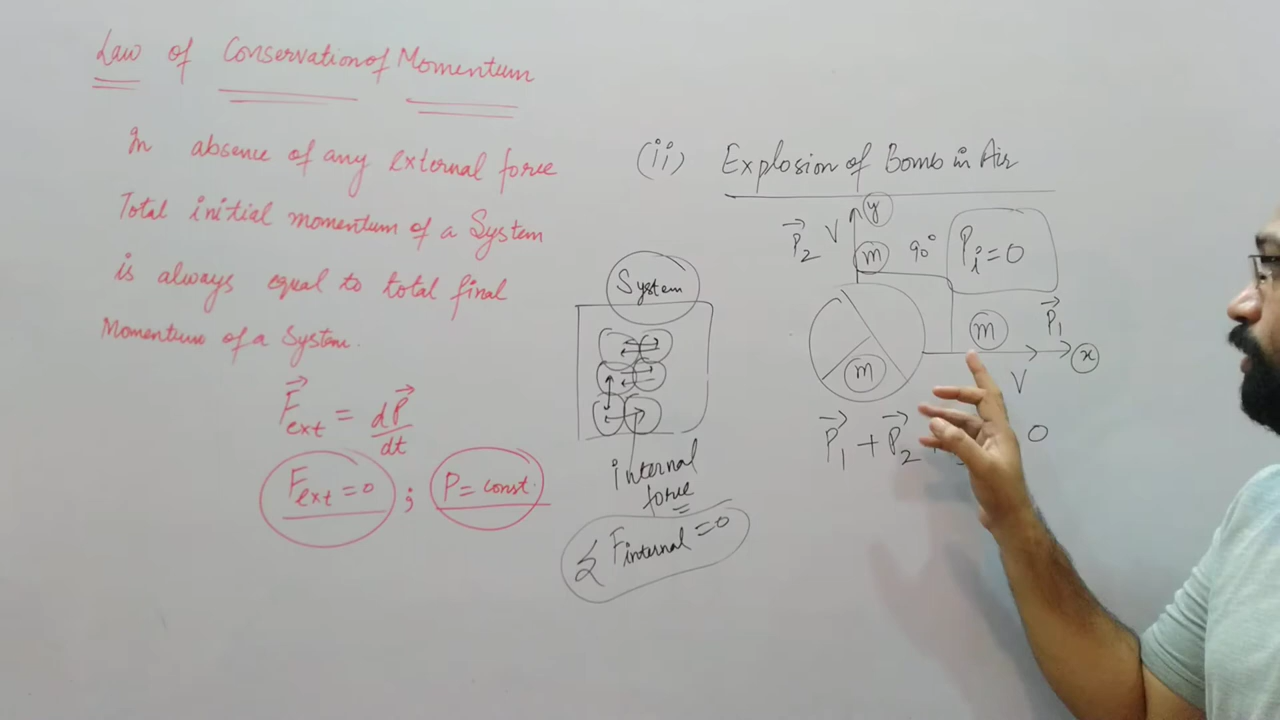 Law of Conservation of Momentum
In absence of any external force
Total initial momentum of a System
is always equal to total final
Momentum of a System.
F⃗ext = dP⃗/dt
Fext = 0 ; P = const.
System
internal
force
Σ Finternal = 0
(ii) Explosion of Bomb in Air
P⃗2 V y
m 90° Pi = 0
m P⃗1
m x
V
P⃗1 + P⃗2 + 0